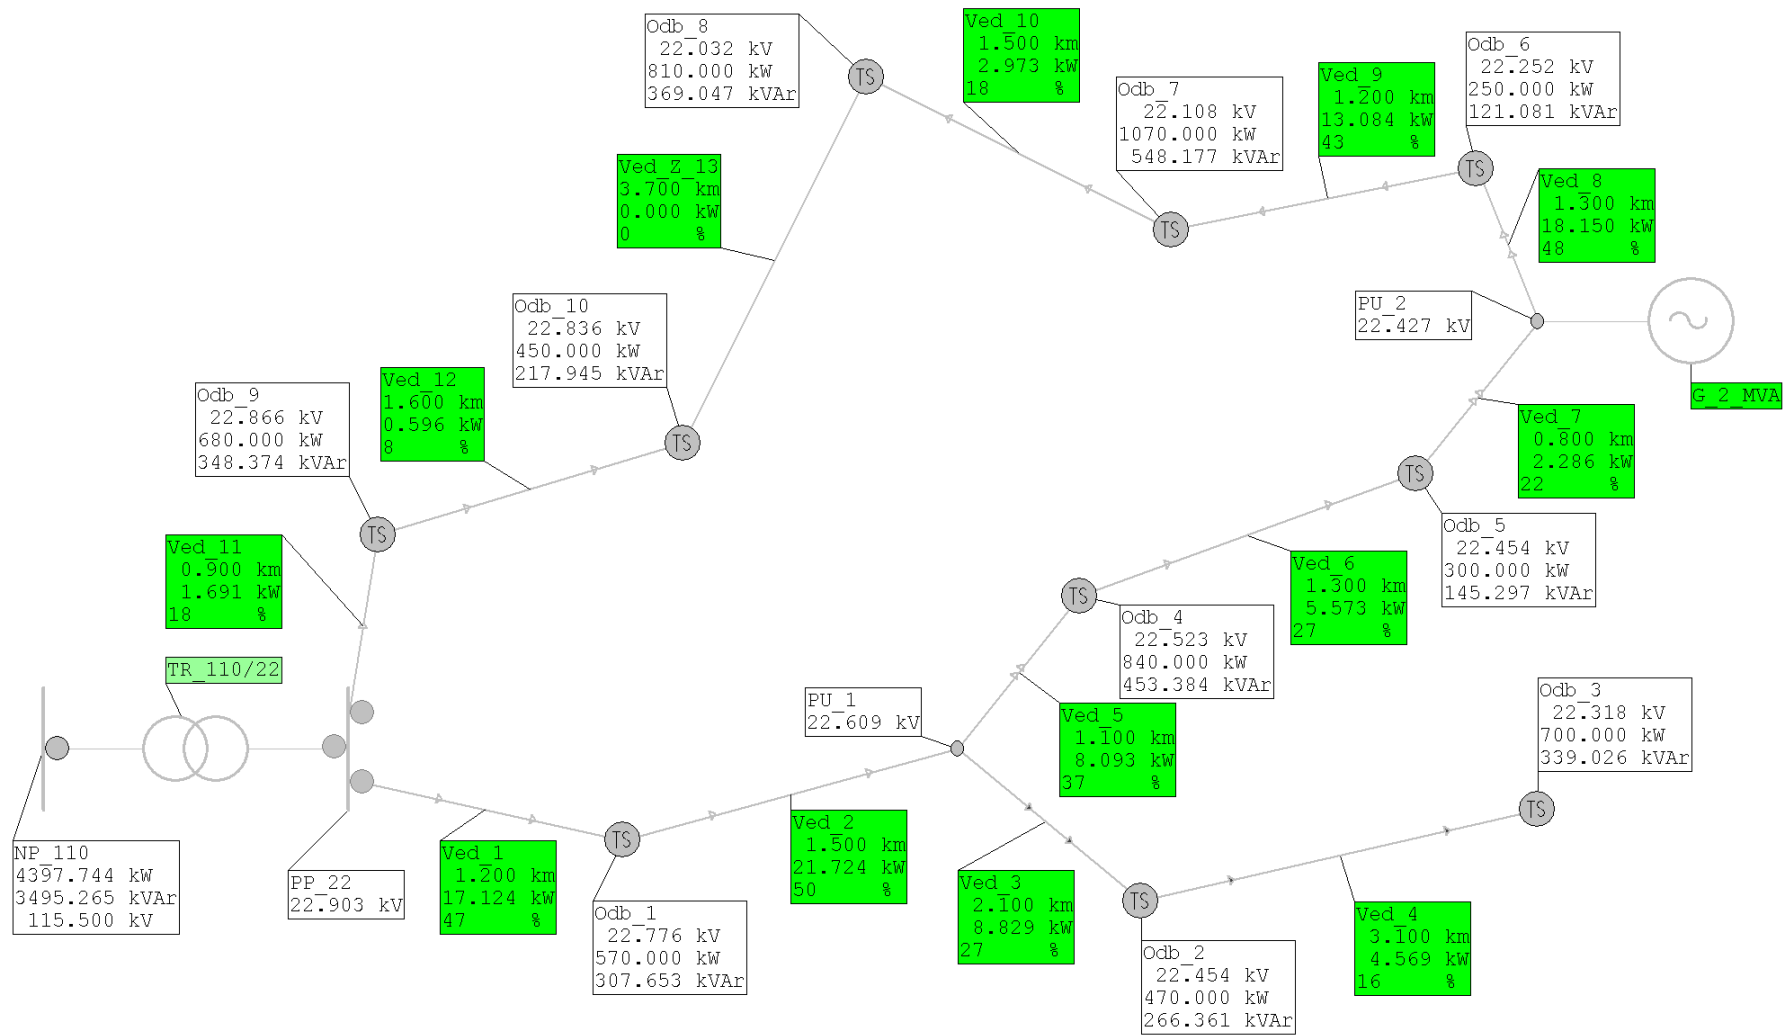 Odb_8
22.032 kV
810.000 kW
369.047 kVAr
TS
Ved_10
1.500 km
2.973 kW
18 %
Odb_7
22.108 kV
1070.000 kW
548.177 kVAr
TS
Ved_9
1.200 km
13.084 kW
43 %
Odb_6
22.252 kV
250.000 kW
121.081 kVAr
TS
Ved_Z_13
3.700 km
0.000 kW
0 %
Ved_8
1.300 km
18.150 kW
48 %
Odb_10
22.836 kV
450.000 kW
217.945 kVAr
TS
PU_2
22.427 kV
G_2_MVA
Odb_9
22.866 kV
680.000 kW
348.374 kVAr
TS
Ved_12
1.600 km
0.596 kW
8 %
Ved_7
0.800 km
2.286 kW
22 %
TS
Odb_5
22.454 kV
300.000 kW
145.297 kVAr
Ved_11
0.900 km
1.691 kW
18 %
Ved_6
1.300 km
5.573 kW
27 %
TS
Odb_4
22.523 kV
840.000 kW
453.384 kVAr
TR_110/22
PU_1
22.609 kV
Ved_5
1.100 km
8.093 kW
37 %
Odb_3
22.318 kV
700.000 kW
339.026 kVAr
TS
NP_110
4397.744 kW
3495.265 kVAr
115.500 kV
PP_22
22.903 kV
Ved_1
1.200 km
17.124 kW
47 %
TS
Odb_1
22.776 kV
570.000 kW
307.653 kVAr
Ved_2
1.500 km
21.724 kW
50 %
Ved_3
2.100 km
8.829 kW
27 %
TS
Odb_2
22.454 kV
470.000 kW
266.361 kVAr
Ved_4
3.100 km
4.569 kW
16 %